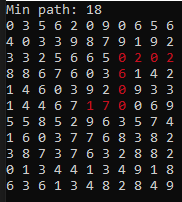 Min path: 18
0 3 5 6 2 0 9 0 6 5 6
4 0 3 3 9 8 7 9 1 9 2
3 3 2 5 6 6 5 0 2 0 2
8 8 6 7 6 0 3 6 1 4 2
1 4 6 0 3 9 2 0 9 3 3
1 4 4 6 7 1 7 0 0 6 9
5 5 8 5 2 9 6 3 5 7 4
1 6 0 3 7 7 6 8 3 8 2
3 8 7 3 7 6 3 2 8 8 2
0 1 3 4 4 1 3 4 9 1 8
6 3 6 1 3 4 8 2 8 4 9